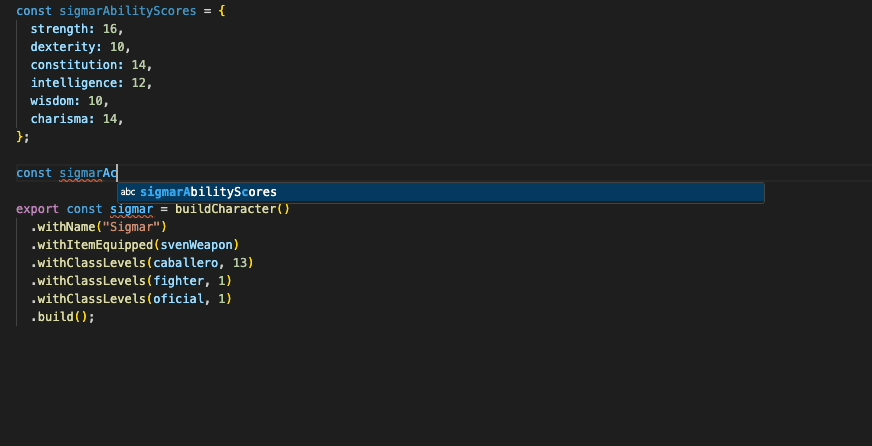 const sigmarAbilityScores = {
  strength: 16,
  dexterity: 10,
  constitution: 14,
  intelligence: 12,
  wisdom: 10,
  charisma: 14,
};
const sigmarAc
abc sigmarAbilityScores
export const sigmar = buildCharacter()
  .withName("Sigmar")
  .withItemEquipped(svenWeapon)
  .withClassLevels(caballero, 13)
  .withClassLevels(fighter, 1)
  .withClassLevels(oficial, 1)
  .build();